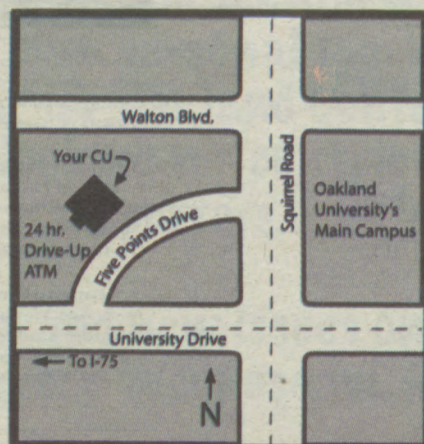 Walton Blvd.
Your CU
24 hr.
Drive-Up
ATM
Five Points Drive
Squirrel Road
Oakland
University's
Main Campus
University Drive
To I-75
N